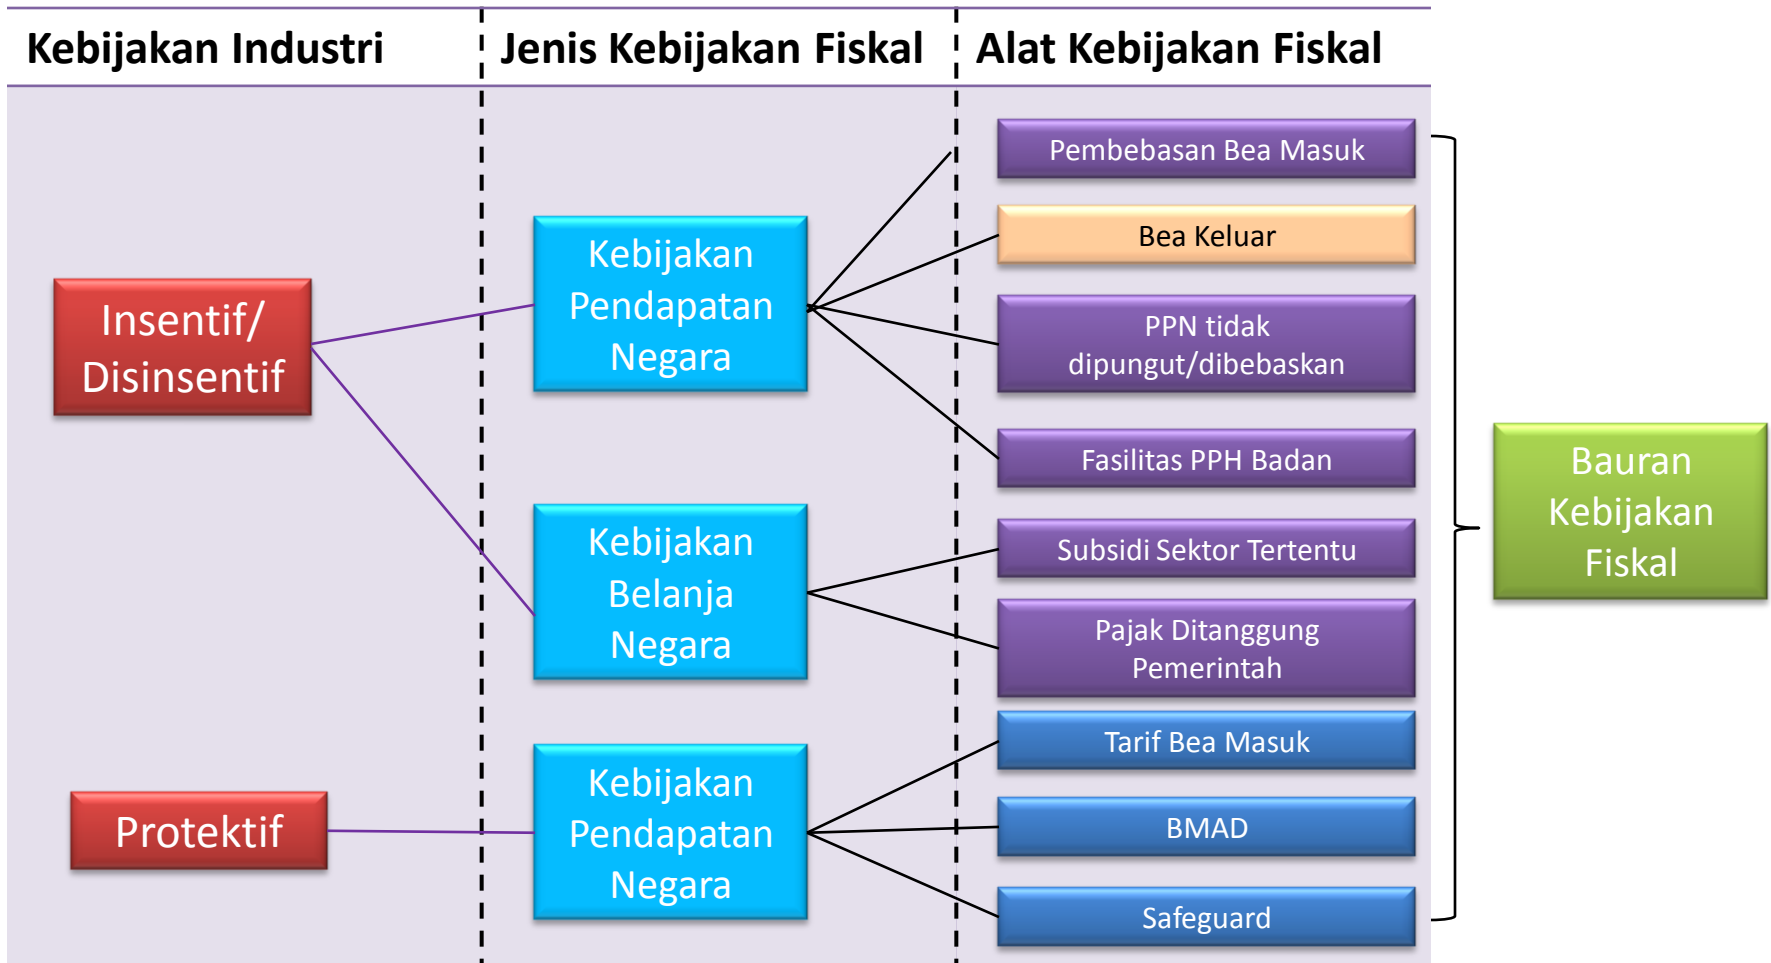 Kebijakan Industri
Jenis Kebijakan Fiskal
Alat Kebijakan Fiskal
Insentif/
Disinsentif
Protektif
Kebijakan
Pendapatan
Negara
Kebijakan
Belanja
Negara
Kebijakan
Pendapatan
Negara
Pembebasan Bea Masuk
Bea Keluar
PPN tidak
dipungut/dibebaskan
Fasilitas PPH Badan
Subsidi Sektor Tertentu
Pajak Ditanggung
Pemerintah
Tarif Bea Masuk
BMAD
Safeguard
Bauran
Kebijakan
Fiskal